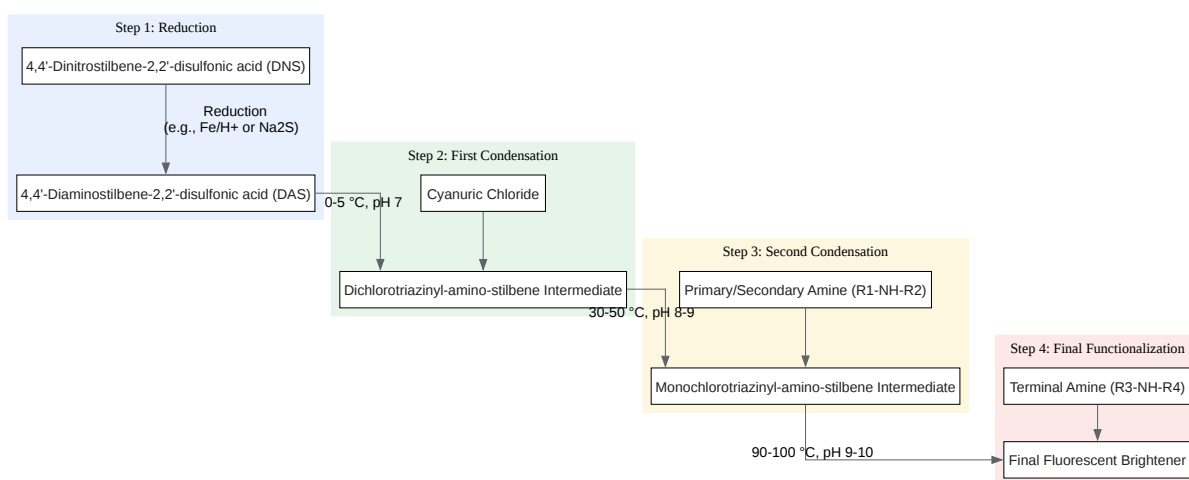 Step 1: Reduction
4,4'-Dinitrostilbene-2,2'-disulfonic acid (DNS)
Reduction
(e.g., Fe/H+ or Na2S)
4,4'-Diaminostilbene-2,2'-disulfonic acid (DAS)
0-5 °C, pH 7
Step 2: First Condensation
Cyanuric Chloride
Dichlorotriazinyl-amino-stilbene Intermediate
30-50 °C, pH 8-9
Step 3: Second Condensation
Primary/Secondary Amine (R1-NH-R2)
Monochlorotriazinyl-amino-stilbene Intermediate
90-100 °C, pH 9-10
Step 4: Final Functionalization
Terminal Amine (R3-NH-R4)
Final Fluorescent Brightener